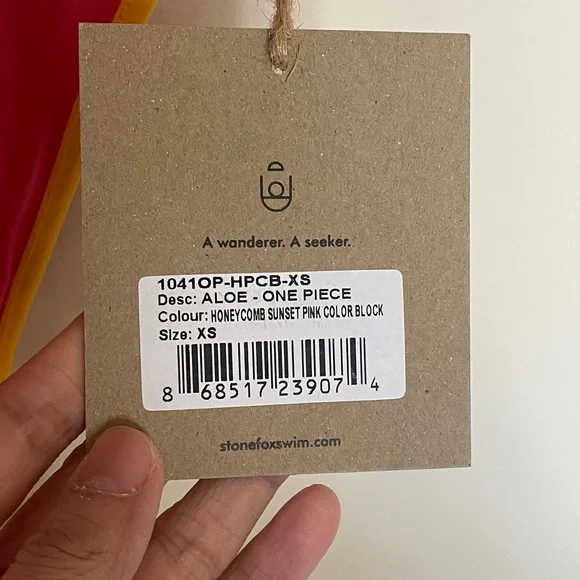 A wanderer. A seeker.
1041OP-HPCB-XS
Desc: ALOE - ONE PIECE
Colour: HONEYCOMB SUNSET PINK COLOR BLOCK
Size: XS
8 68517 23907 4
stonefoxswim.com